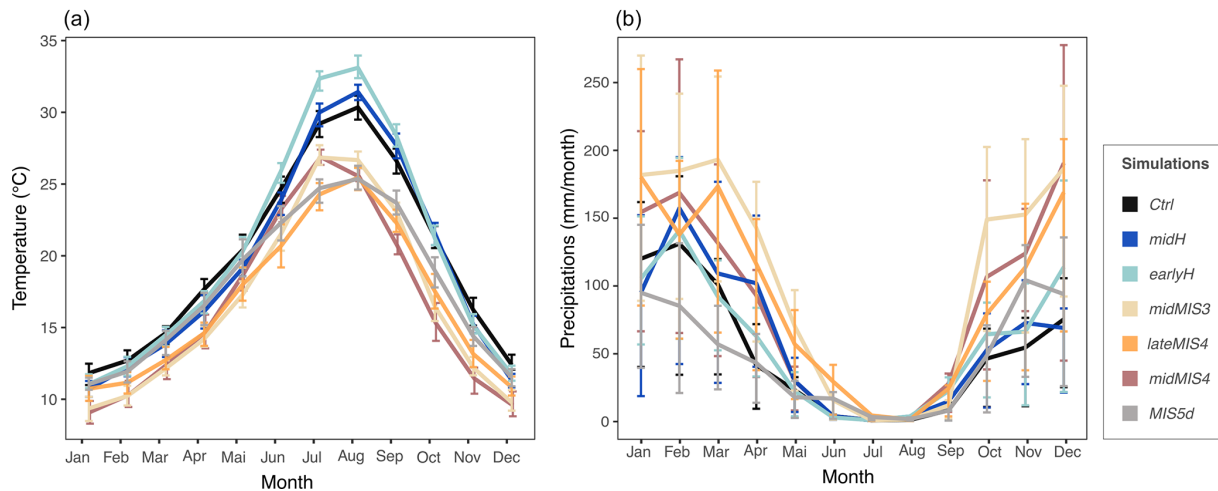 (a)
(b)
35
30
25
20
15
10
Temperature (°C)
Jan Feb Mar Apr Mai Jun Jul Aug Sep Oct Nov Dec
Month
250
200
150
100
50
0
Precipitations (mm/month)
Jan Feb Mar Apr Mai Jun Jul Aug Sep Oct Nov Dec
Month
Simulations
Ctrl
midH
earlyH
midMIS3
lateMIS4
midMIS4
MIS5d